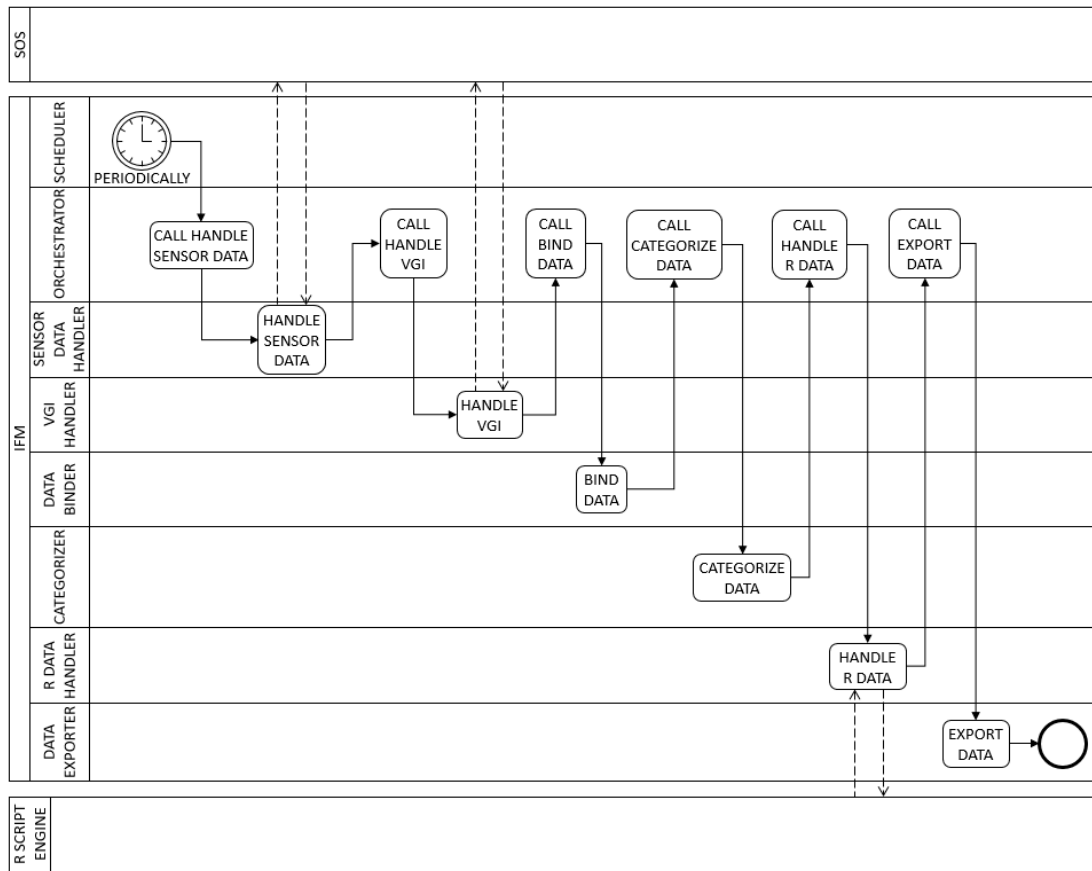 SOS
IFM
SCHEDULER
PERIODICALLY
ORCHESTRATOR
CALL HANDLE
SENSOR DATA
CALL
HANDLE
VGI
CALL
BIND
DATA
CALL
CATEGORIZE
DATA
CALL
HANDLE
R DATA
CALL
EXPORT
DATA
SENSOR
DATA
HANDLER
HANDLE
SENSOR
DATA
VGI
HANDLER
HANDLE
VGI
DATA
BINDER
BIND
DATA
CATEGORIZER
CATEGORIZE
DATA
R DATA
HANDLER
HANDLE
R DATA
DATA
EXPORTER
EXPORT
DATA
R SCRIPT
ENGINE